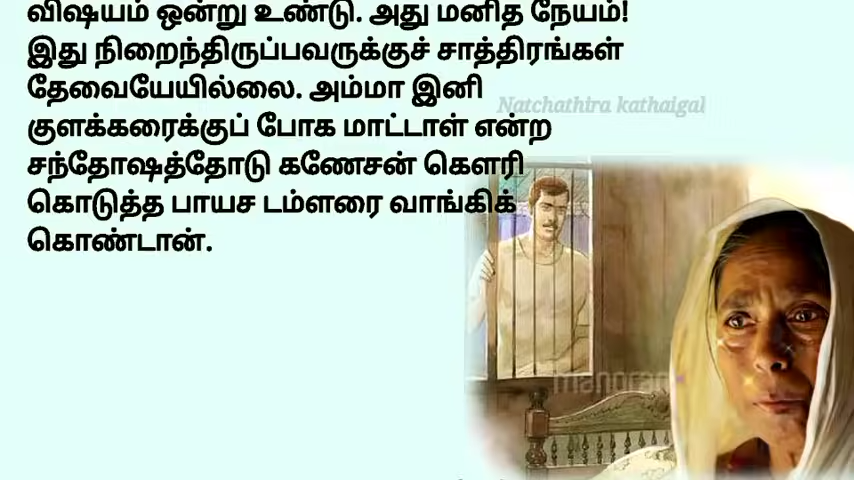 விஷயம் ஒன்று உண்டு. அது மனித நேயம்!
இது நிறைந்திருப்பவருக்குச் சாத்திரங்கள்
தேவையேயில்லை. அம்மா இனி
Natchathira kathaigal
குளக்கரைக்குப் போக மாட்டாள் என்ற
சந்தோஷத்தோடு கணேசன் கௌரி
கொடுத்த பாயச டம்ளரை வாங்கிக்
கொண்டான்.